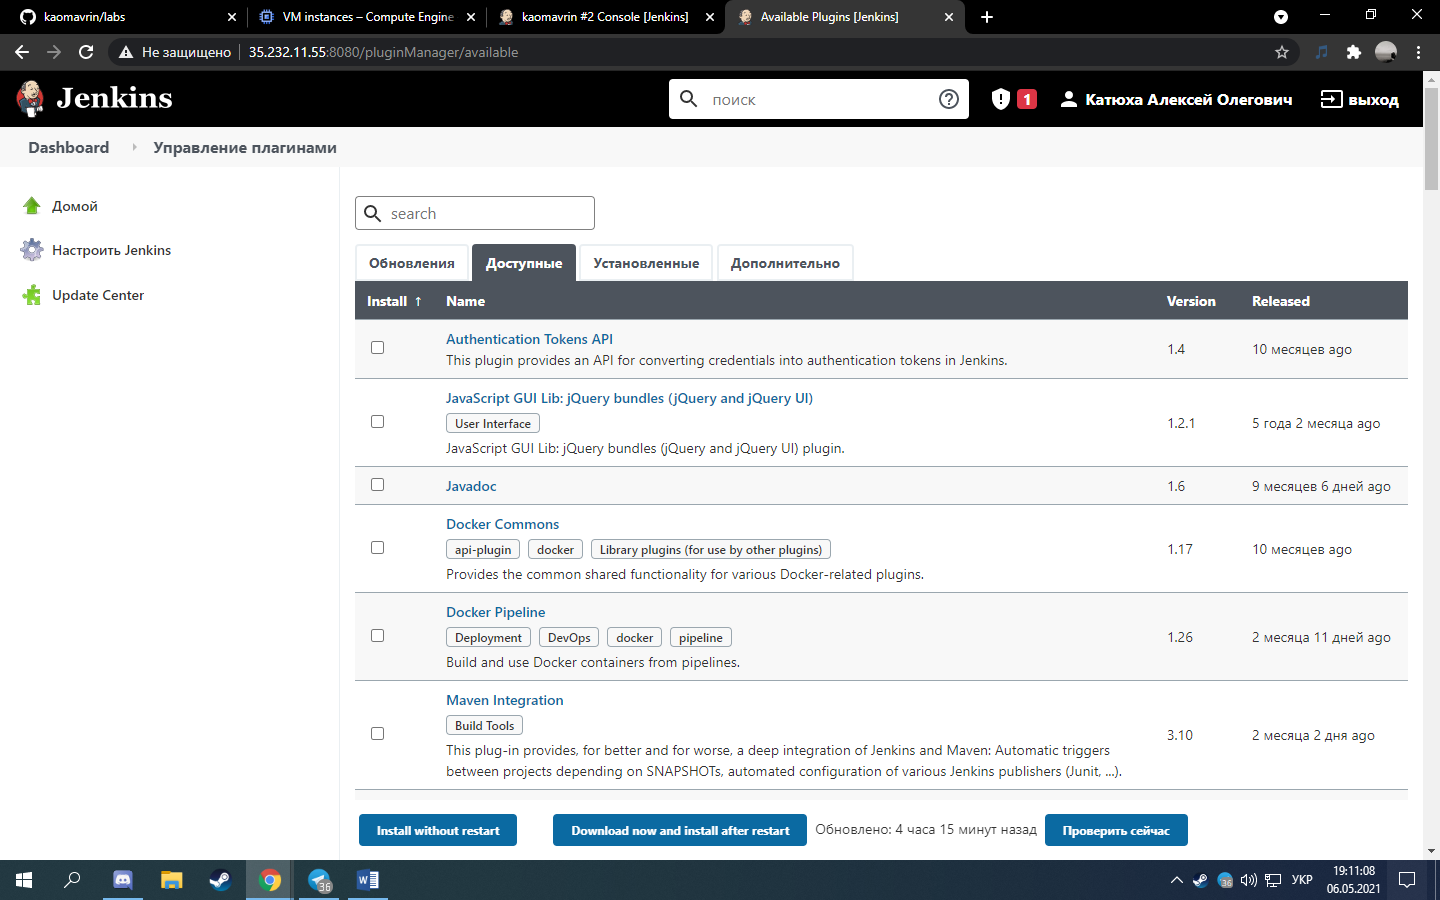 kaomavrin/labs
VM instances – Compute Engine
kaomavrin #2 Console [Jenkins]
Available Plugins [Jenkins]
Не защищено
35.232.11.55:8080/pluginManager/available
Jenkins
поиск
1
Катюха Алексей Олегович
выход
Dashboard
Управление плагинами
Домой
Настроить Jenkins
Update Center
search
Обновления
Доступные
Установленные
Дополнительно
Install ↑
Name
Version
Released
Authentication Tokens API
This plugin provides an API for converting credentials into authentication tokens in Jenkins.
1.4
10 месяцев ago
JavaScript GUI Lib: jQuery bundles (jQuery and jQuery UI)
User Interface
JavaScript GUI Lib: jQuery bundles (jQuery and jQuery UI) plugin.
1.2.1
5 года 2 месяца ago
Javadoc
1.6
9 месяцев 6 дней ago
Docker Commons
api-plugin
docker
Library plugins (for use by other plugins)
Provides the common shared functionality for various Docker-related plugins.
1.17
10 месяцев ago
Docker Pipeline
Deployment
DevOps
docker
pipeline
Build and use Docker containers from pipelines.
1.26
2 месяца 11 дней ago
Maven Integration
Build Tools
This plug-in provides, for better and for worse, a deep integration of Jenkins and Maven: Automatic triggers
between projects depending on SNAPSHOTs, automated configuration of various Jenkins publishers (Junit, ...).
3.10
2 месяца 2 дня ago
Install without restart
Download now and install after restart
Обновлено: 4 часа 15 минут назад
Проверить сейчас
36
36
УКР
19:11:08
06.05.2021